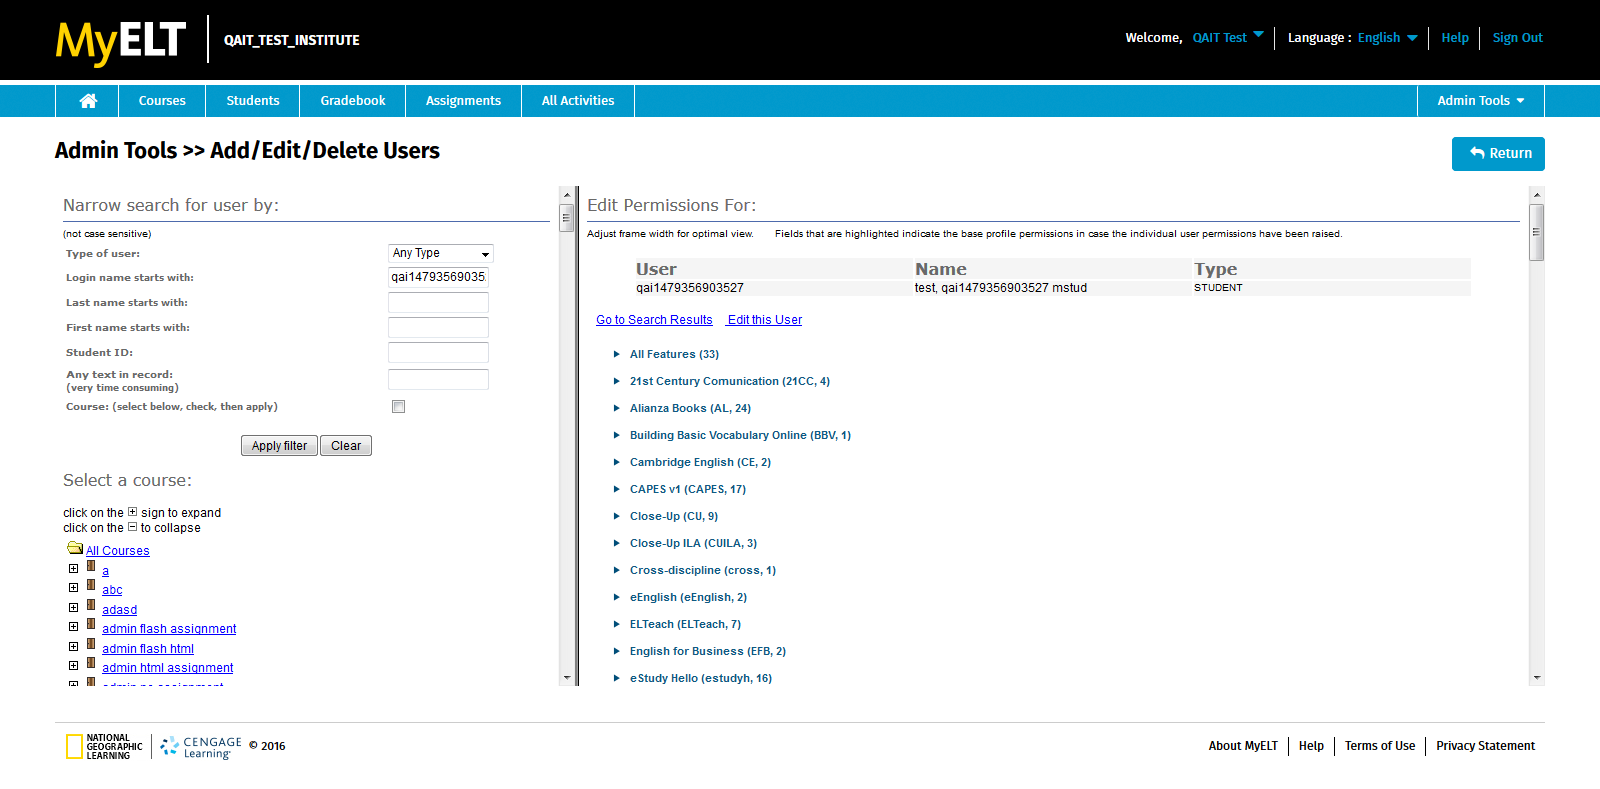 MyELT QAIT_TEST_INSTITUTE Welcome, QAIT Test Language : English Help Sign Out
Courses Students Gradebook Assignments All Activities Admin Tools
Admin Tools >> Add/Edit/Delete Users Return
Narrow search for user by:
(not case sensitive)
Type of user: Any Type
Login name starts with: qai147935690352
Last name starts with:
First name starts with:
Student ID:
Any text in record:
(very time consuming)
Course: (select below, check, then apply)
Apply filter Clear
Select a course:
click on the sign to expand
click on the to collapse
All Courses
a
abc
adasd
admin flash assignment
admin flash html
admin html assignment
Edit Permissions For:
Adjust frame width for optimal view. Fields that are highlighted indicate the base profile permissions in case the individual user permissions have been raised.
User Name Type
qai1479356903527 test, qai1479356903527 mstud STUDENT
Go to Search Results Edit this User
All Features (33)
21st Century Comunication (21CC, 4)
Alianza Books (AL, 24)
Building Basic Vocabulary Online (BBV, 1)
Cambridge English (CE, 2)
CAPES v1 (CAPES, 17)
Close-Up (CU, 9)
Close-Up ILA (CUILA, 3)
Cross-discipline (cross, 1)
eEnglish (eEnglish, 2)
ELTeach (ELTeach, 7)
English for Business (EFB, 2)
eStudy Hello (estudyh, 16)
NATIONAL
GEOGRAPHIC
LEARNING
CENGAGE
Learning
© 2016
About MyELT Help Terms of Use Privacy Statement